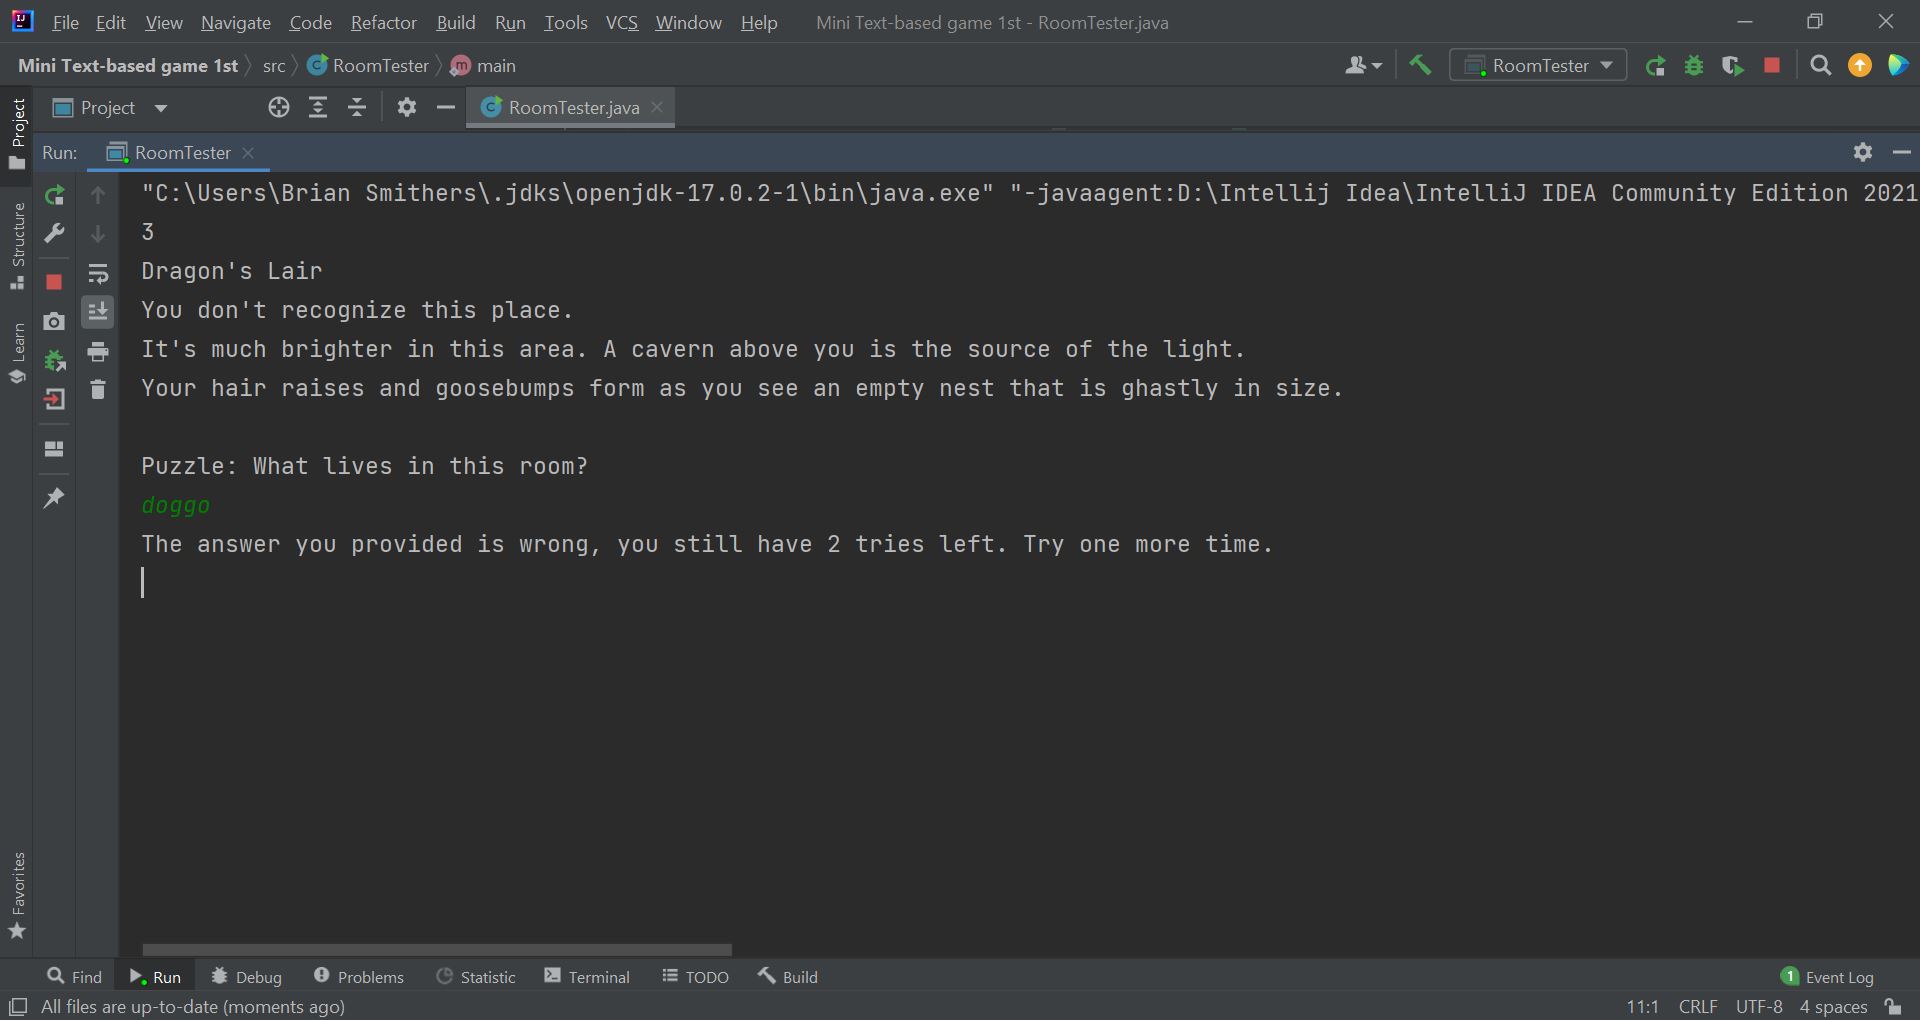 File Edit View Navigate Code Refactor Build Run Tools VCS Window Help Mini Text-based game 1st - RoomTester.java
Mini Text-based game 1st src RoomTester main RoomTester
Project RoomTester.java
Run: RoomTester
Project
Structure
Learn
Favorites
"C:\Users\Brian Smithers\.jdks\openjdk-17.0.2-1\bin\java.exe" "-javaagent:D:\Intellij Idea\IntelliJ IDEA Community Edition 2021
3
Dragon's Lair
You don't recognize this place.
It's much brighter in this area. A cavern above you is the source of the light.
Your hair raises and goosebumps form as you see an empty nest that is ghastly in size.
Puzzle: What lives in this room?
doggo
The answer you provided is wrong, you still have 2 tries left. Try one more time.
Find Run Debug Problems Statistic Terminal TODO Build 1 Event Log
All files are up-to-date (moments ago) 11:1 CRLF UTF-8 4 spaces